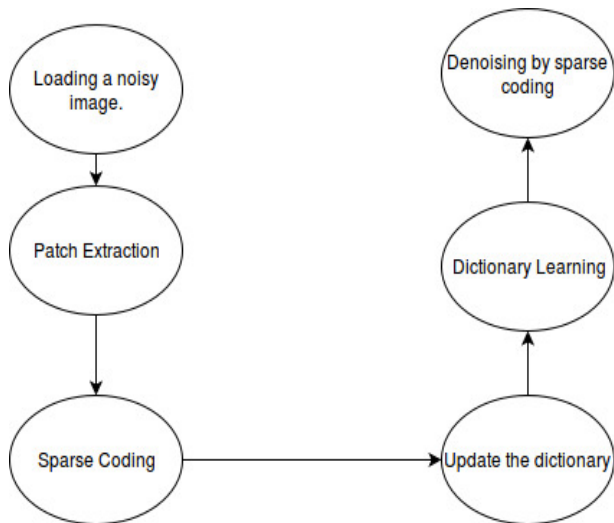 Loading a noisy
image.
Patch Extraction
Sparse Coding
Update the dictionary
Dictionary Learning
Denoising by sparse
coding